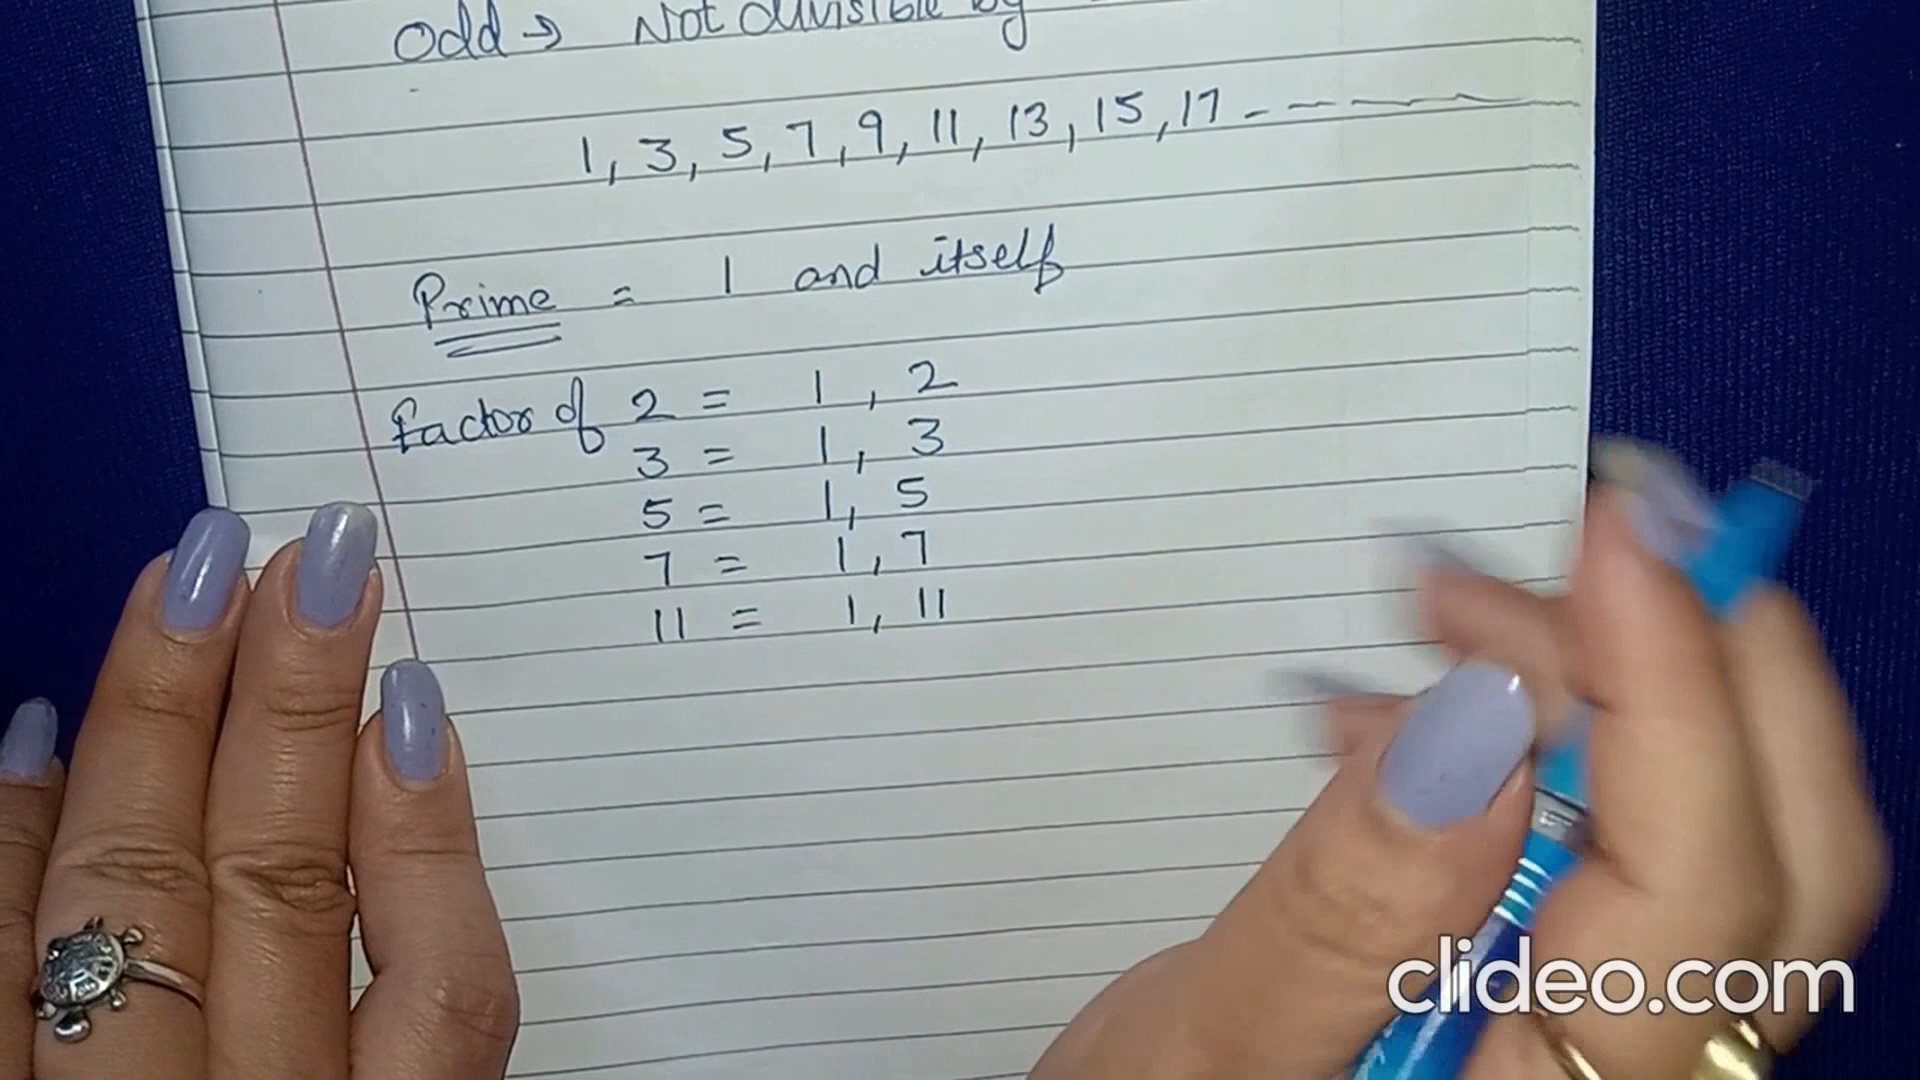 Odd → Not divisible by
1, 3, 5, 7, 9, 11, 13, 15, 17 - - - -
Prime = 1 and itself
Factor of 2 = 1, 2
3 = 1, 3
5 = 1, 5
7 = 1, 7
11 = 1, 11
clideo.com